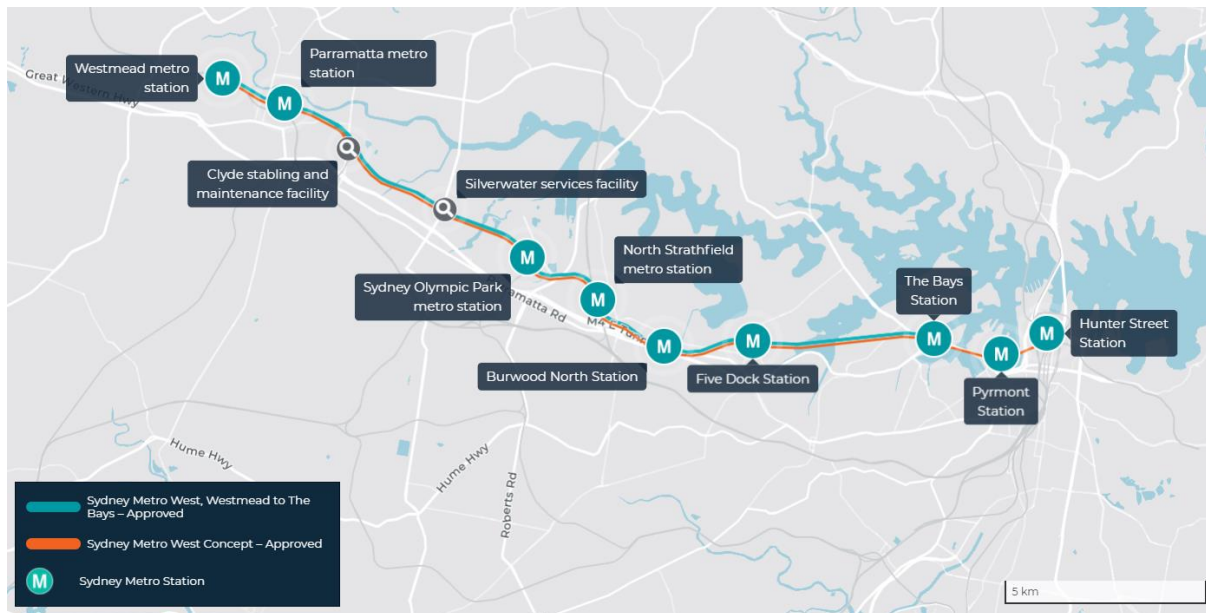 Westmead metro
station
Parramatta metro
station
Great Western Hwy
M
M
Clyde stabling and
maintenance facility
Silverwater services facility
M
Sydney Olympic Park
metro station
North Strathfield
metro station
M
M4 E
Burwood North Station
M
Five Dock Station
M
The Bays
Station
M
Pyrmont
Station
M
Hunter Street
Station
M
Hume Hwy
Hume Hwy
Roberts Rd
Sydney Metro West, Westmead to The
Bays – Approved
Sydney Metro West Concept – Approved
M
Sydney Metro Station
5 km